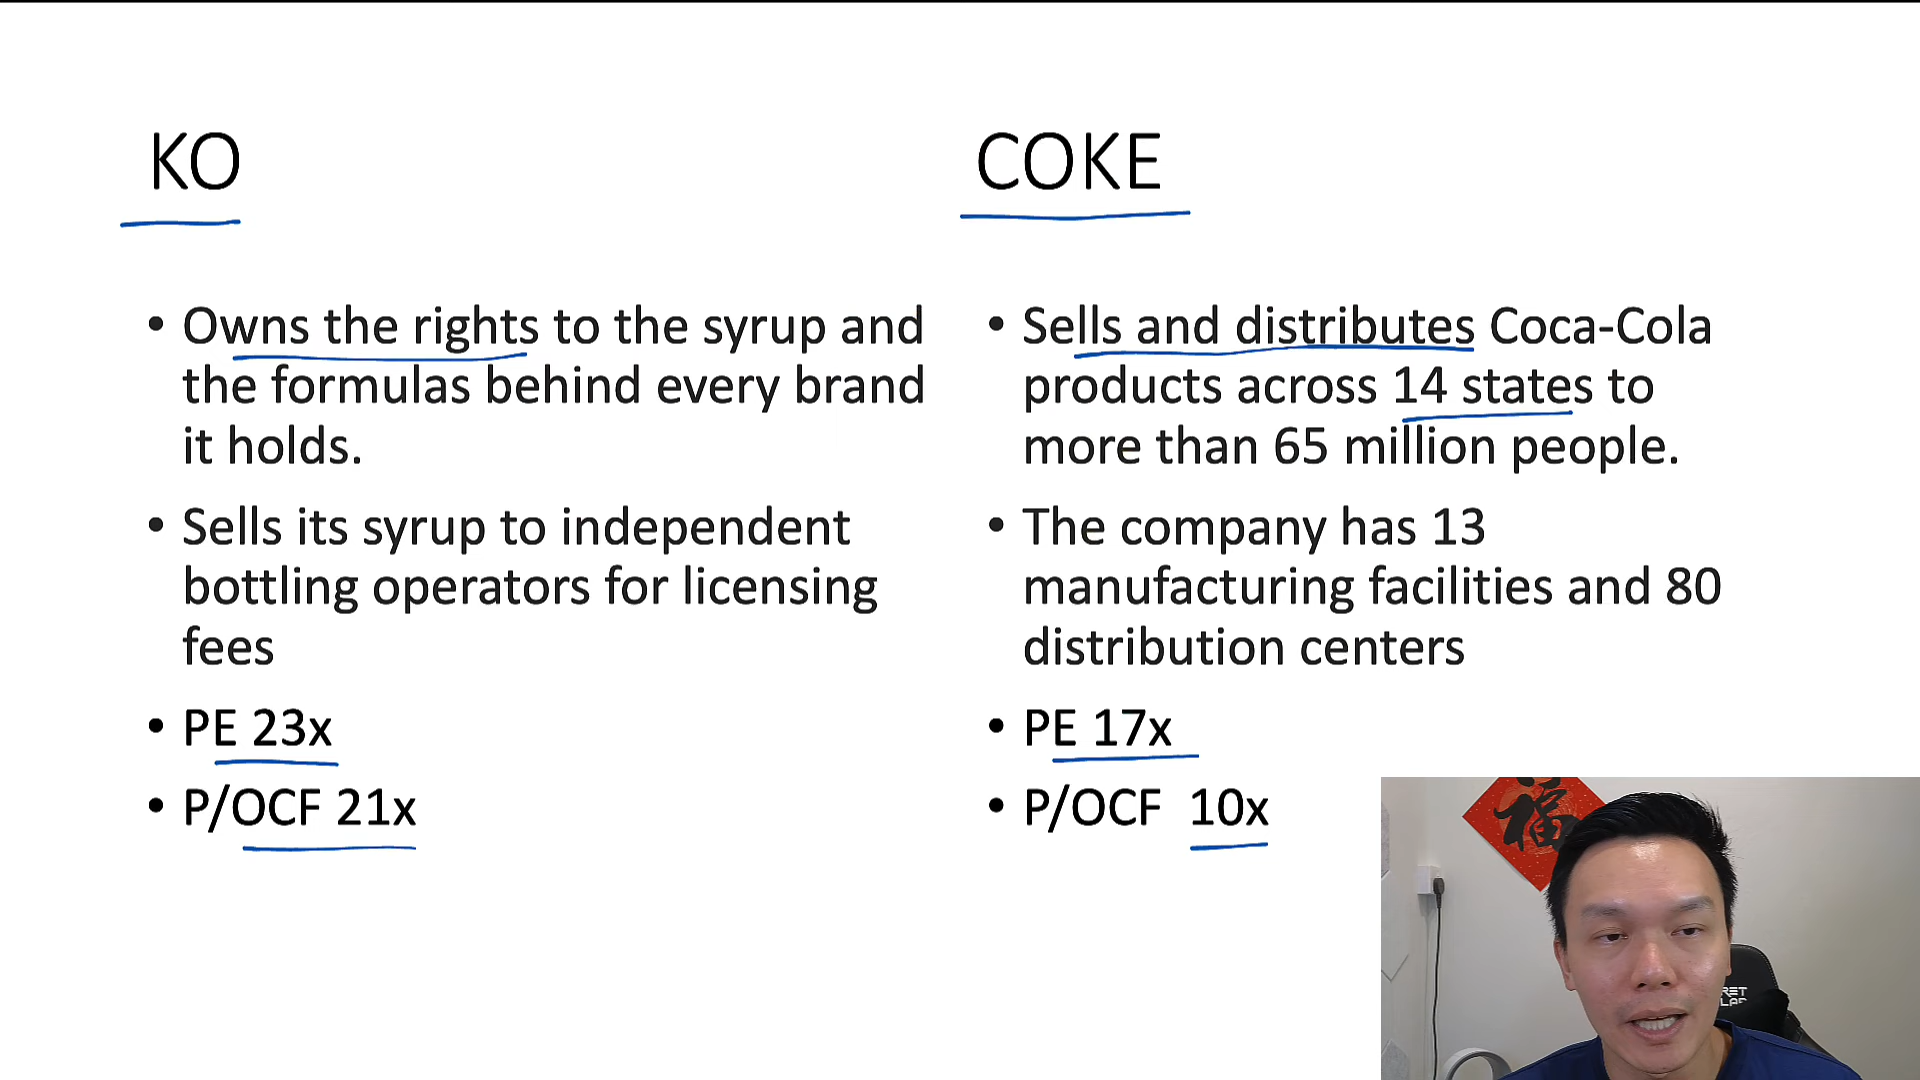 KO
• Owns the rights to the syrup and
the formulas behind every brand
it holds.
• Sells its syrup to independent
bottling operators for licensing
fees
• PE 23x
• P/OCF 21x
COKE
• Sells and distributes Coca-Cola
products across 14 states to
more than 65 million people.
• The company has 13
manufacturing facilities and 80
distribution centers
• PE 17x
• P/OCF 10x
福
RET
LAB